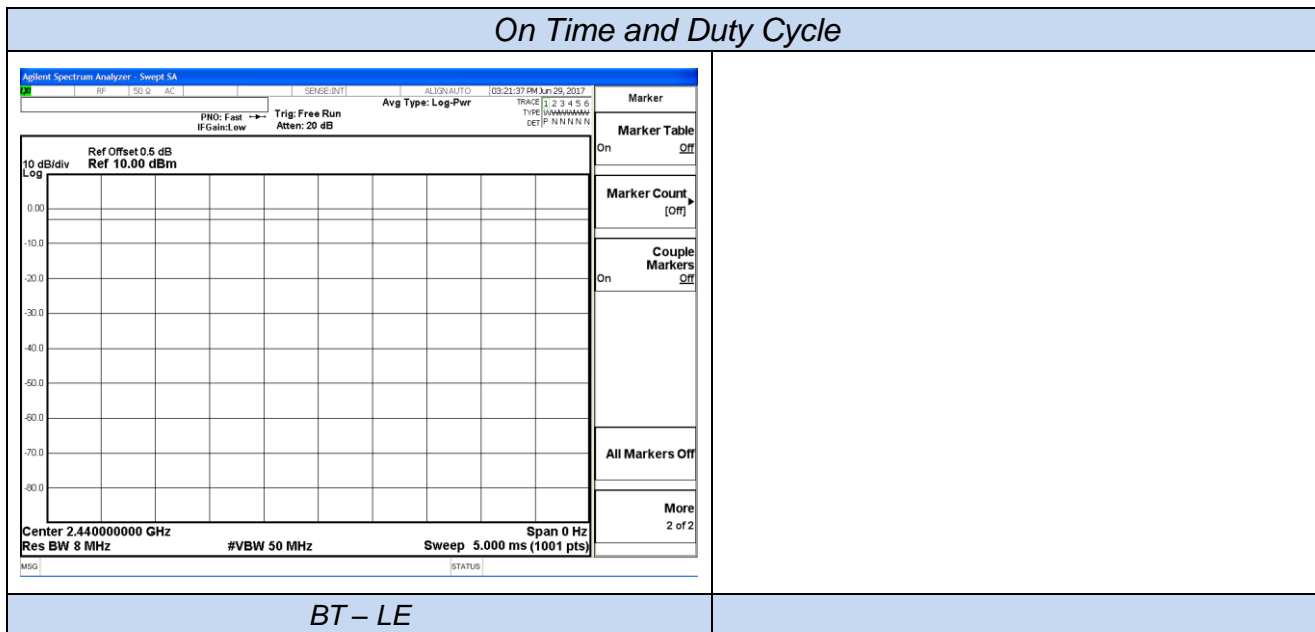 On Time and Duty Cycle
Agilent Spectrum Analyzer - Swept SA
RF 50 Ω AC SENSE:INT ALIGN AUTO 03:21:37 PM Jun 29, 2017
PNO: Fast Trig: Free Run Avg Type: Log-Pwr TRACE 1 2 3 4 5 6
IFGain:Low Atten: 20 dB TYPE
DET P N N N N N
Ref Offset 0.5 dB
10 dB/div Ref 10.00 dBm
Log
0.00
-10.0
-20.0
-30.0
-40.0
-50.0
-60.0
-70.0
-80.0
Center 2.440000000 GHz Span 0 Hz
Res BW 8 MHz #VBW 50 MHz Sweep 5.000 ms (1001 pts)
MSG STATUS
Marker
Marker Table
On Off
Marker Count
[Off]
Couple
Markers
On Off
All Markers Off
More
2 of 2
BT – LE